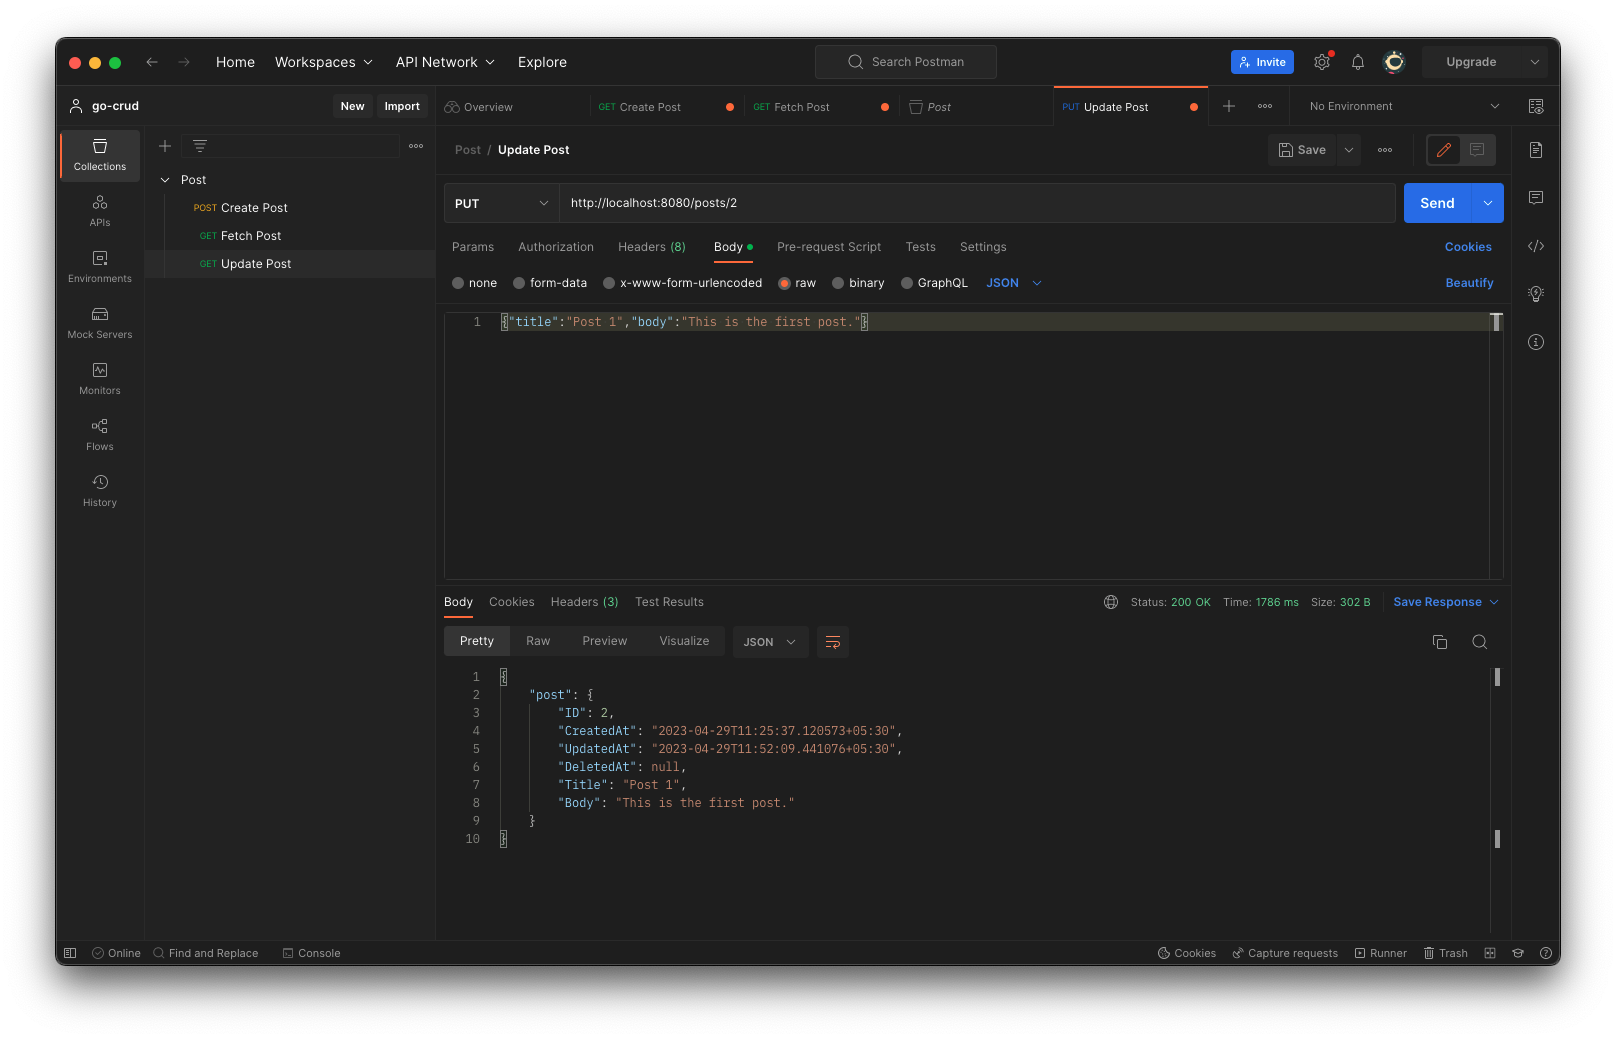 Home Workspaces API Network Explore Search Postman Invite Upgrade
go-crud New Import Overview GET Create Post GET Fetch Post Post PUT Update Post No Environment
Collections
APIs
Environments
Mock Servers
Monitors
Flows
History
Post
POST Create Post
GET Fetch Post
GET Update Post
Post / Update Post Save
PUT http://localhost:8080/posts/2 Send
Params Authorization Headers (8) Body Pre-request Script Tests Settings Cookies
none form-data x-www-form-urlencoded raw binary GraphQL JSON Beautify
1 {"title":"Post 1","body":"This is the first post."}
Body Cookies Headers (3) Test Results Status: 200 OK Time: 1786 ms Size: 302 B Save Response
Pretty Raw Preview Visualize JSON
1 {
2 "post": {
3 "ID": 2,
4 "CreatedAt": "2023-04-29T11:25:37.120573+05:30",
5 "UpdatedAt": "2023-04-29T11:52:09.441076+05:30",
6 "DeletedAt": null,
7 "Title": "Post 1",
8 "Body": "This is the first post."
9 }
10 }
Online Find and Replace Console Cookies Capture requests Runner Trash